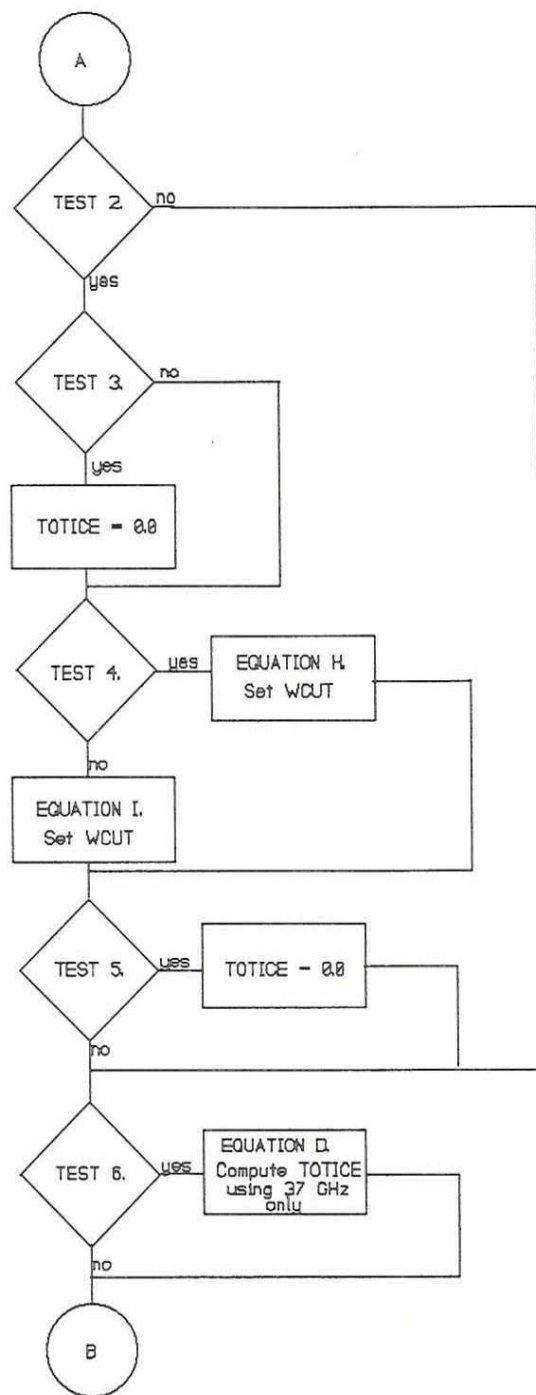 A
TEST 2.
no
yes
TEST 3.
no
yes
TOTICE = 0.0
TEST 4.
yes
EQUATION H.
Set WCUT
no
EQUATION I.
Set WCUT
TEST 5.
yes
TOTICE = 0.0
no
TEST 6.
yes
EQUATION D.
Compute TOTICE
using 37 GHz
only
no
B